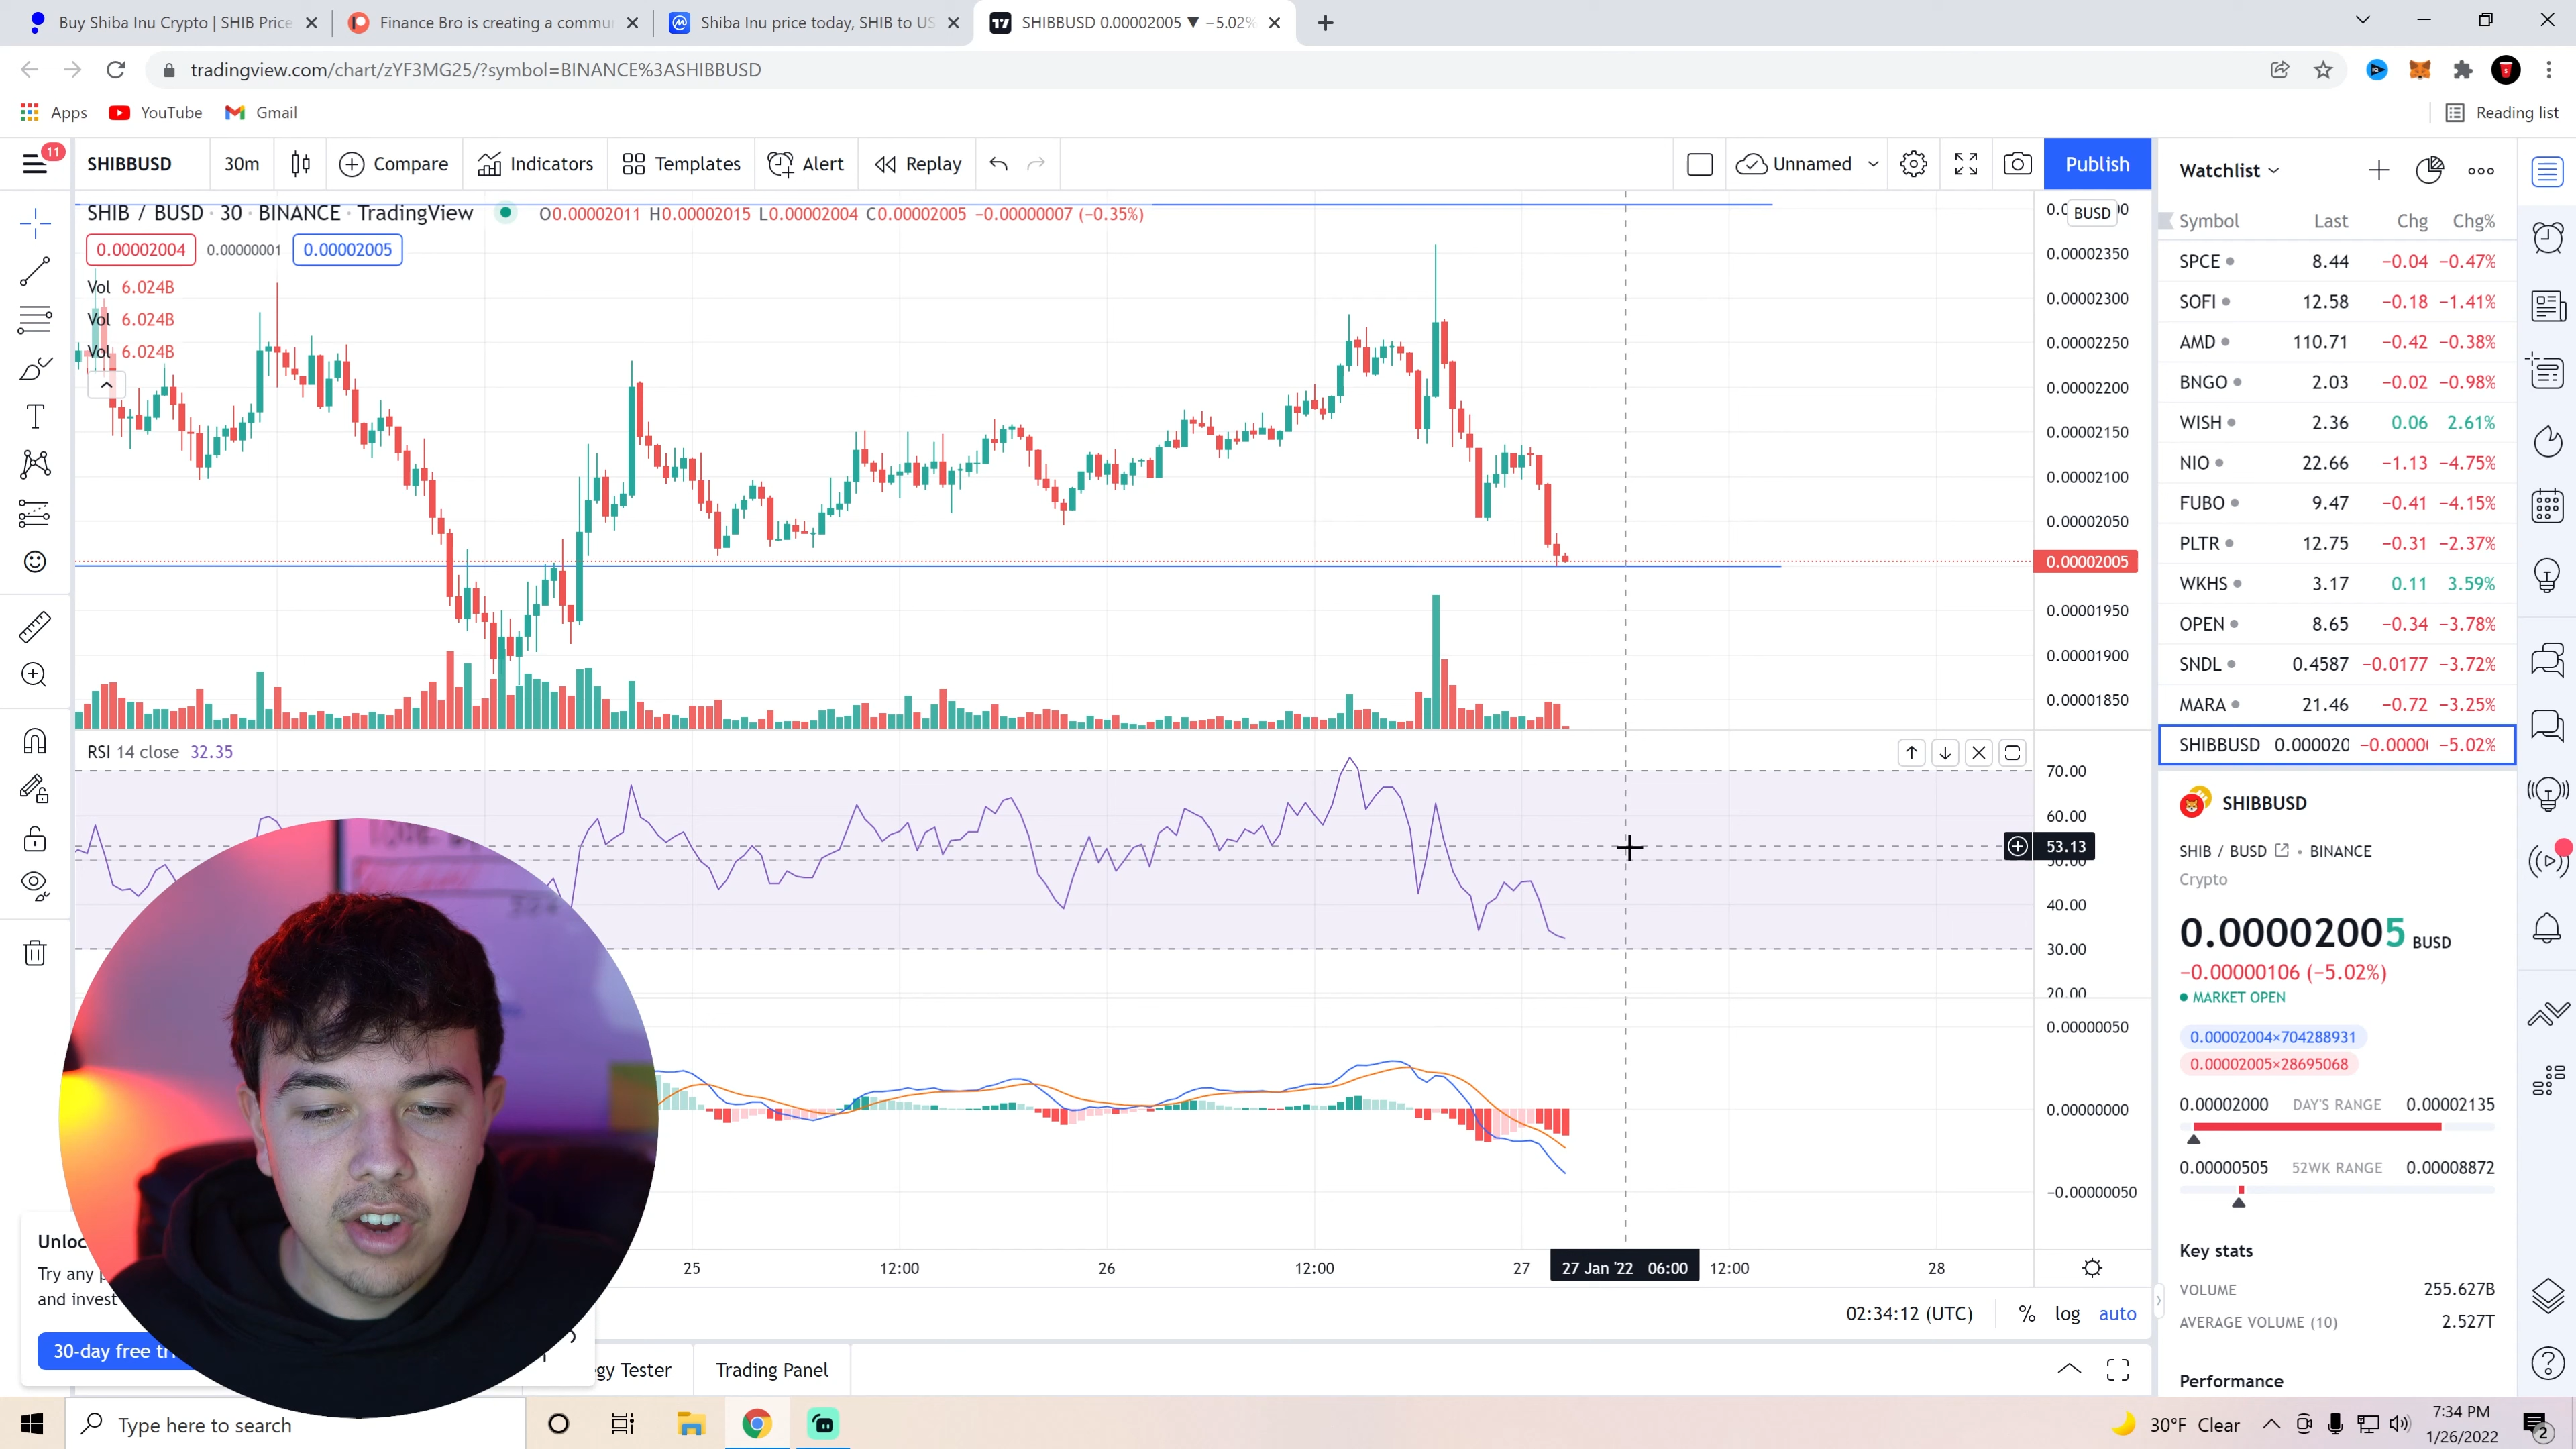 Buy Shiba Inu Crypto | SHIB Price
Finance Bro is creating a commu
Shiba Inu price today, SHIB to US
SHIBBUSD 0.00002005 ▼ −5.02%
tradingview.com/chart/zYF3MG25/?symbol=BINANCE%3ASHIBBUSD
Apps YouTube Gmail Reading list
11 SHIBBUSD 30m Compare Indicators Templates Alert Replay Unnamed Publish
SHIB / BUSD · 30 · BINANCE · TradingView O0.00002011 H0.00002015 L0.00002004 C0.00002005 −0.00000007 (−0.35%)
BUSD
0.00002004 0.00000001 0.00002005
Vol 6.024B
Vol 6.024B
Vol 6.024B
0.00002350
0.00002300
0.00002250
0.00002200
0.00002150
0.00002100
0.00002050
0.00002005
0.00001950
0.00001900
0.00001850
RSI 14 close 32.35
70.00
60.00
53.13
50.00
40.00
30.00
20.00
0.00000050
0.00000000
−0.00000050
25 12:00 26 12:00 27 27 Jan '22 06:00 12:00 28
02:34:12 (UTC) % log auto
Unloc
Try any p
and invest
30-day free tri
gy Tester Trading Panel
Watchlist
Symbol Last Chg Chg%
SPCE 8.44 −0.04 −0.47%
SOFI 12.58 −0.18 −1.41%
AMD 110.71 −0.42 −0.38%
BNGO 2.03 −0.02 −0.98%
WISH 2.36 0.06 2.61%
NIO 22.66 −1.13 −4.75%
FUBO 9.47 −0.41 −4.15%
PLTR 12.75 −0.31 −2.37%
WKHS 3.17 0.11 3.59%
OPEN 8.65 −0.34 −3.78%
SNDL 0.4587 −0.0177 −3.72%
MARA 21.46 −0.72 −3.25%
SHIBBUSD 0.000020 −0.0000 −5.02%
SHIBBUSD
SHIB / BUSD • BINANCE
Crypto
0.00002005 BUSD
−0.00000106 (−5.02%)
MARKET OPEN
0.00002004×704288931
0.00002005×28695068
0.00002000 DAY'S RANGE 0.00002135
0.00000505 52WK RANGE 0.00008872
Key stats
VOLUME 255.627B
AVERAGE VOLUME (10) 2.527T
Performance
Type here to search
30°F Clear
7:34 PM
1/26/2022
2